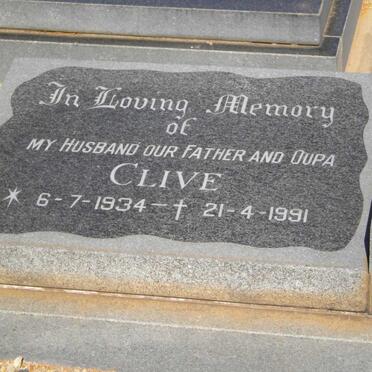 In Loving Memory
of
MY HUSBAND OUR FATHER AND OUPA
CLIVE
* 6-7-1934 — † 21-4-1991